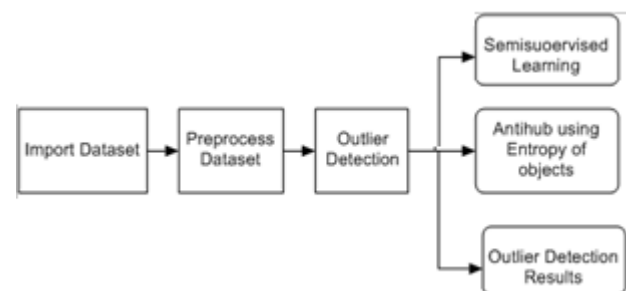 Import Dataset
Preprocess
Dataset
Outlier
Detection
Semisuoervised
Learning
Antihub using
Entropy of
objects
Outlier Detection
Results